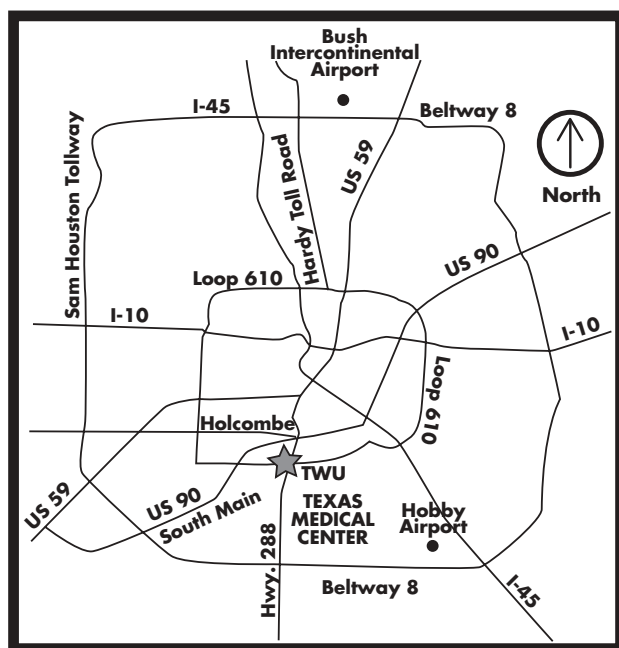 Bush
Intercontinental
Airport
I-45
Beltway 8
Sam Houston Tollway
Hardy Toll Road
US 59
North
US 90
Loop 610
I-10
I-10
Loop 610
Holcombe
TWU
US 59
US 90
South Main
TEXAS
MEDICAL
CENTER
Hobby
Airport
Hwy. 288
Beltway 8
I-45